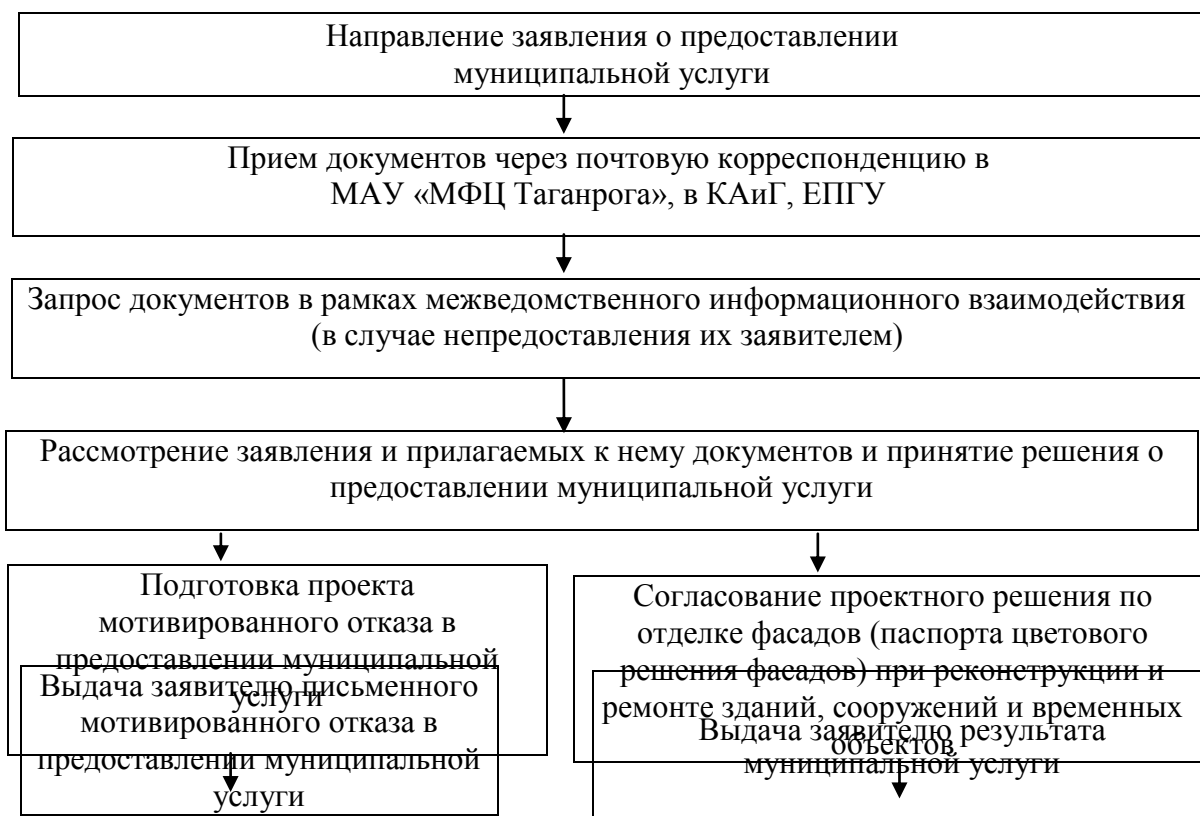 Направление заявления о предоставлении
муниципальной услуги
Прием документов через почтовую корреспонденцию в
МАУ «МФЦ Таганрога», в КАиГ, ЕПГУ
Запрос документов в рамках межведомственного информационного взаимодействия
(в случае непредоставления их заявителем)
Рассмотрение заявления и прилагаемых к нему документов и принятие решения о
предоставлении муниципальной услуги
Подготовка проекта
мотивированного отказа в
предоставлении муниципальной
услуги
Выдача заявителю письменного
мотивированного отказа в
предоставлении муниципальной
услуги
Согласование проектного решения по
отделке фасадов (паспорта цветового
решения фасадов) при реконструкции и
ремонте зданий, сооружений и временных
объектов
Выдача заявителю результата
муниципальной услуги